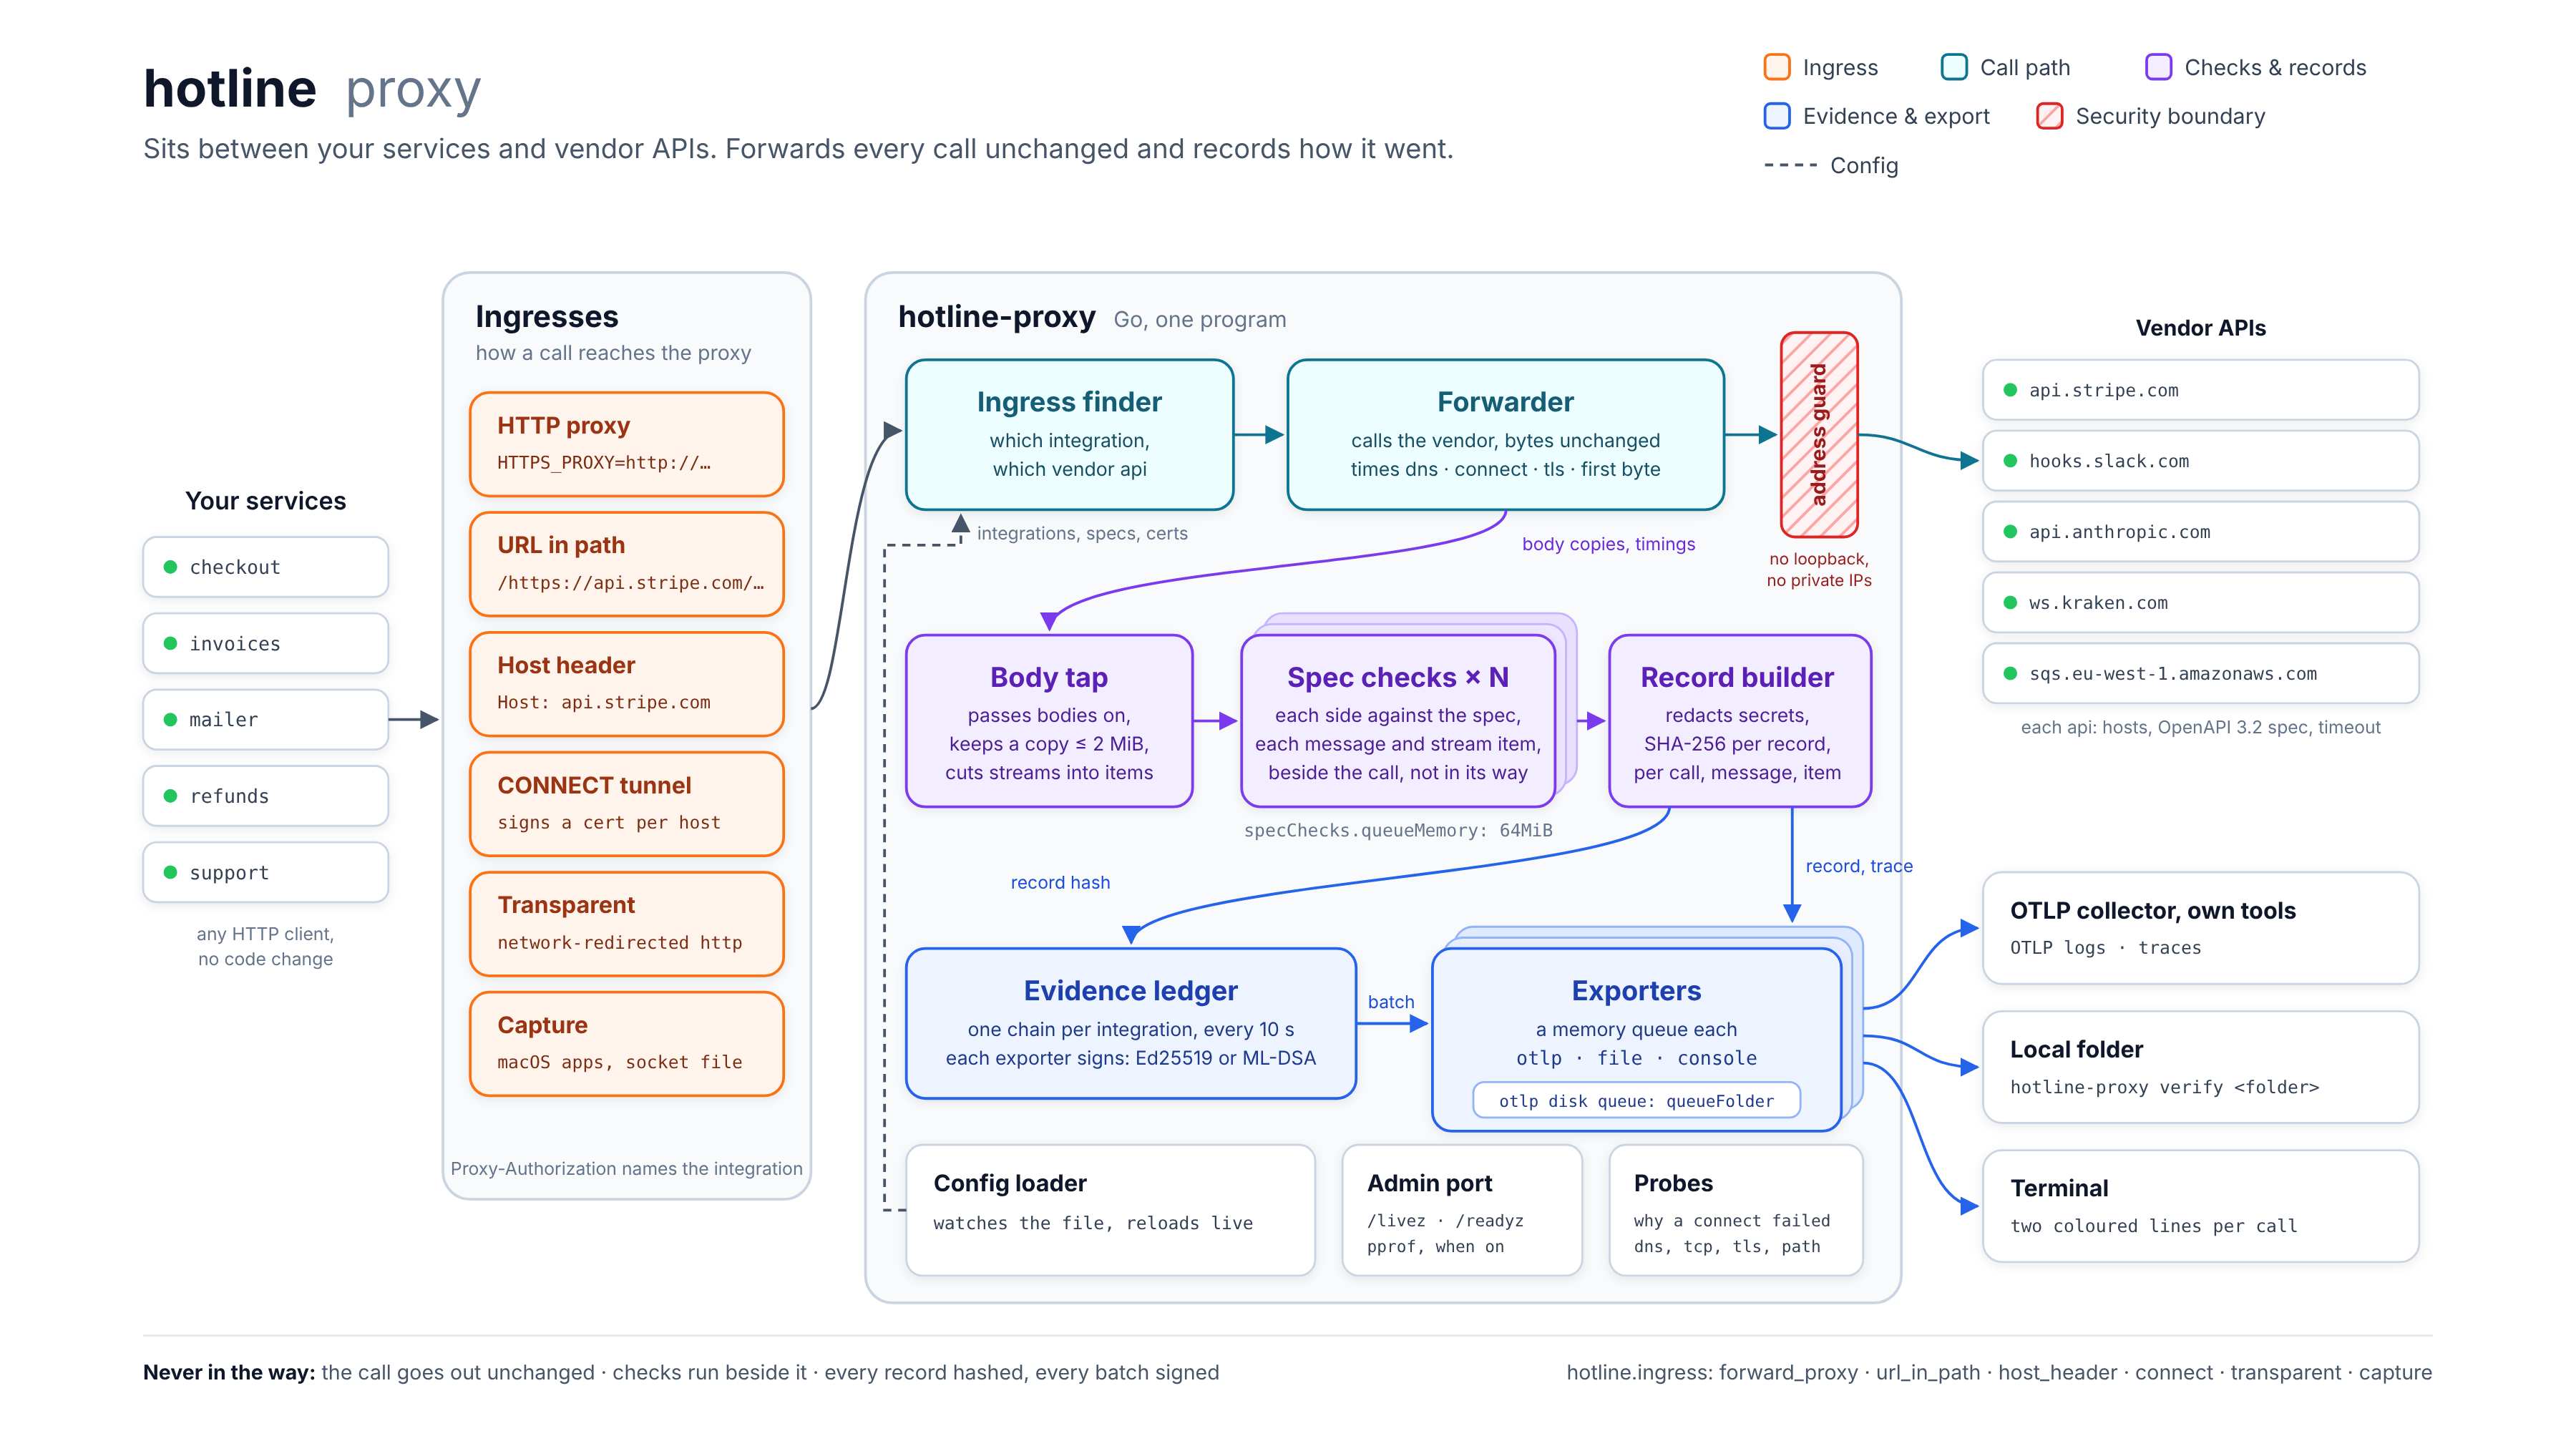 hotline proxy
Sits between your services and vendor APIs. Forwards every call unchanged and records how it went.
Ingress
Call path
Checks & records
Evidence & export
Security boundary
Config
Your services
checkout
invoices
mailer
refunds
support
any HTTP client,
no code change
Ingresses
how a call reaches the proxy
HTTP proxy
HTTPS_PROXY=http://…
URL in path
/https://api.stripe.com/…
Host header
Host: api.stripe.com
CONNECT tunnel
signs a cert per host
Transparent
network-redirected http
Capture
macOS apps, socket file
Proxy-Authorization names the integration
hotline-proxy Go, one program
Ingress finder
which integration,
which vendor api
Forwarder
calls the vendor, bytes unchanged
times dns · connect · tls · first byte
address guard
no loopback,
no private IPs
integrations, specs, certs
body copies, timings
Body tap
passes bodies on,
keeps a copy ≤ 2 MiB,
cuts streams into items
Spec checks × N
each side against the spec,
each message and stream item,
beside the call, not in its way
specChecks.queueMemory: 64MiB
Record builder
redacts secrets,
SHA-256 per record,
per call, message, item
record hash
record, trace
Evidence ledger
one chain per integration, every 10 s
each exporter signs: Ed25519 or ML-DSA
batch
Exporters
a memory queue each
otlp · file · console
otlp disk queue: queueFolder
Config loader
watches the file, reloads live
Admin port
/livez · /readyz
pprof, when on
Probes
why a connect failed
dns, tcp, tls, path
Vendor APIs
api.stripe.com
hooks.slack.com
api.anthropic.com
ws.kraken.com
sqs.eu-west-1.amazonaws.com
each api: hosts, OpenAPI 3.2 spec, timeout
OTLP collector, own tools
OTLP logs · traces
Local folder
hotline-proxy verify <folder>
Terminal
two coloured lines per call
Never in the way: the call goes out unchanged · checks run beside it · every record hashed, every batch signed
hotline.ingress: forward_proxy · url_in_path · host_header · connect · transparent · capture